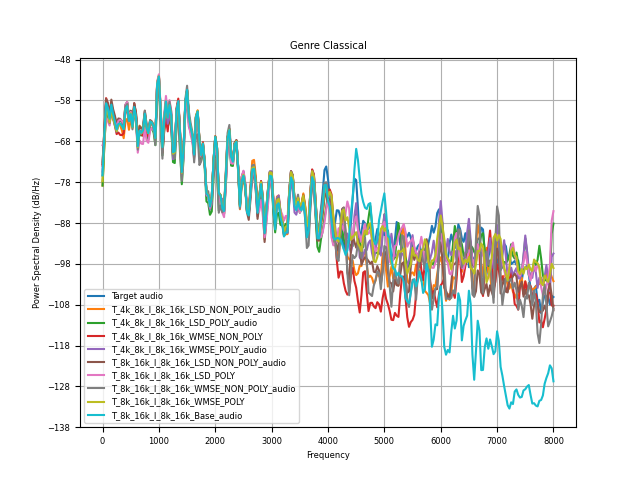 Genre Classical
Power Spectral Density (dB/Hz)
−48
−58
−68
−78
−88
−98
−108
−118
−128
−138
Target audio
T_4k_8k_I_8k_16k_LSD_NON_POLY_audio
T_4k_8k_I_8k_16k_LSD_POLY_audio
T_4k_8k_I_8k_16k_WMSE_NON_POLY
T_4k_8k_I_8k_16k_WMSE_POLY_audio
T_8k_16k_I_8k_16k_LSD_NON_POLY_audio
T_8k_16k_I_8k_16k_LSD_POLY
T_8k_16k_I_8k_16k_WMSE_NON_POLY_audio
T_8k_16k_I_8k_16k_WMSE_POLY
T_8k_16k_I_8k_16k_Base_audio
0 1000 2000 3000 4000 5000 6000 7000 8000
Frequency